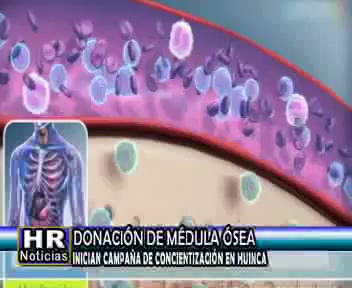 HR
Noticias
DONACIÓN DE MÉDULA ÓSEA
INICIAN CAMPAÑA DE CONCIENTIZACIÓN EN HUINCA